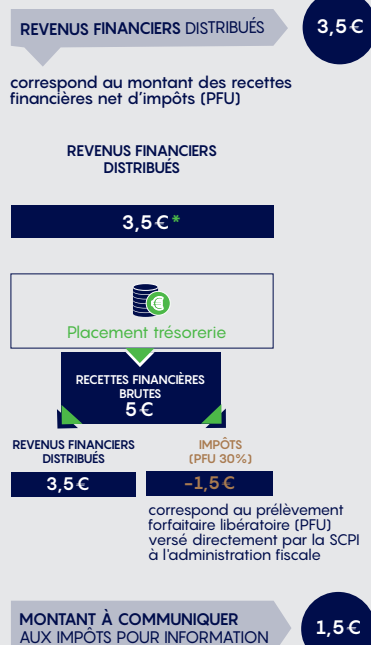 REVENUS FINANCIERS DISTRIBUÉS
3,5 €
correspond au montant des recettes
financières net d'impôts (PFU)
REVENUS FINANCIERS
DISTRIBUÉS
3,5 € *
Placement trésorerie
RECETTES FINANCIÈRES
BRUTES
5 €
REVENUS FINANCIERS
DISTRIBUÉS
3,5 €
IMPÔTS
(PFU 30%)
-1,5 €
correspond au prélèvement
forfaitaire libératoire (PFU)
versé directement par la SCPI
à l'administration fiscale
MONTANT À COMMUNIQUER
AUX IMPÔTS POUR INFORMATION
1,5 €